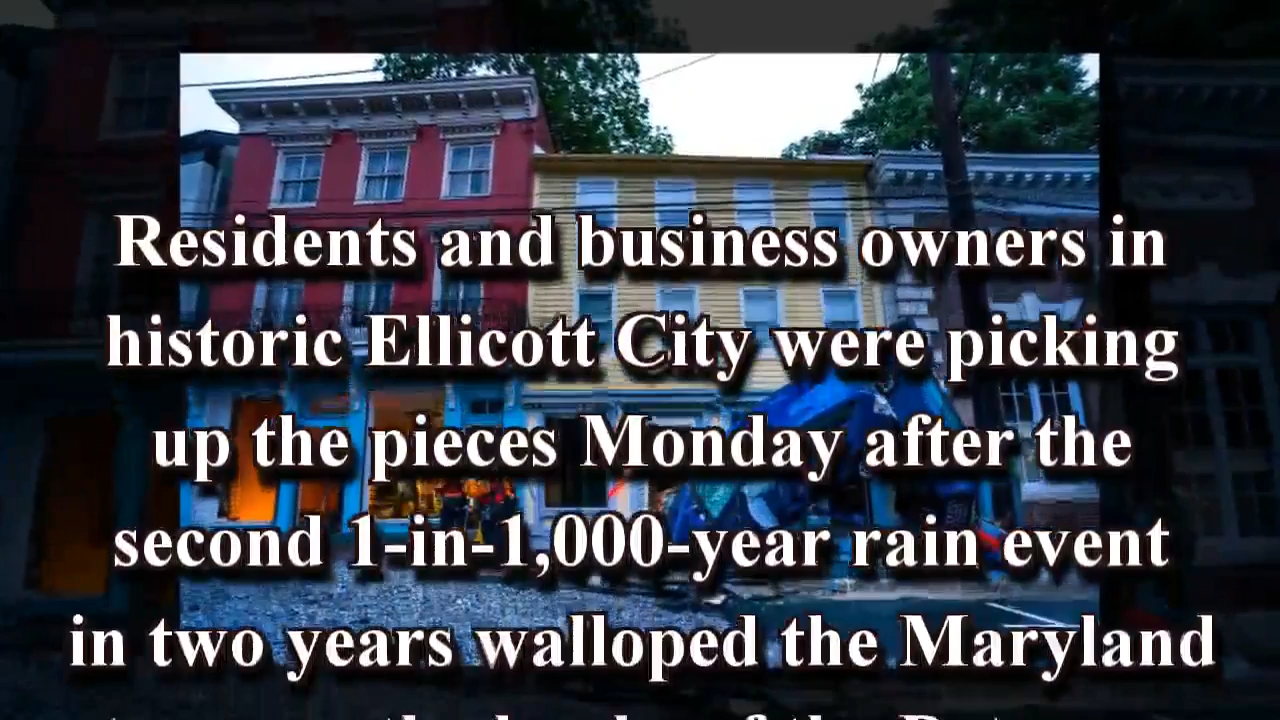 Residents and business owners in
historic Ellicott City were picking
up the pieces Monday after the
second 1-in-1,000-year rain event
in two years walloped the Maryland